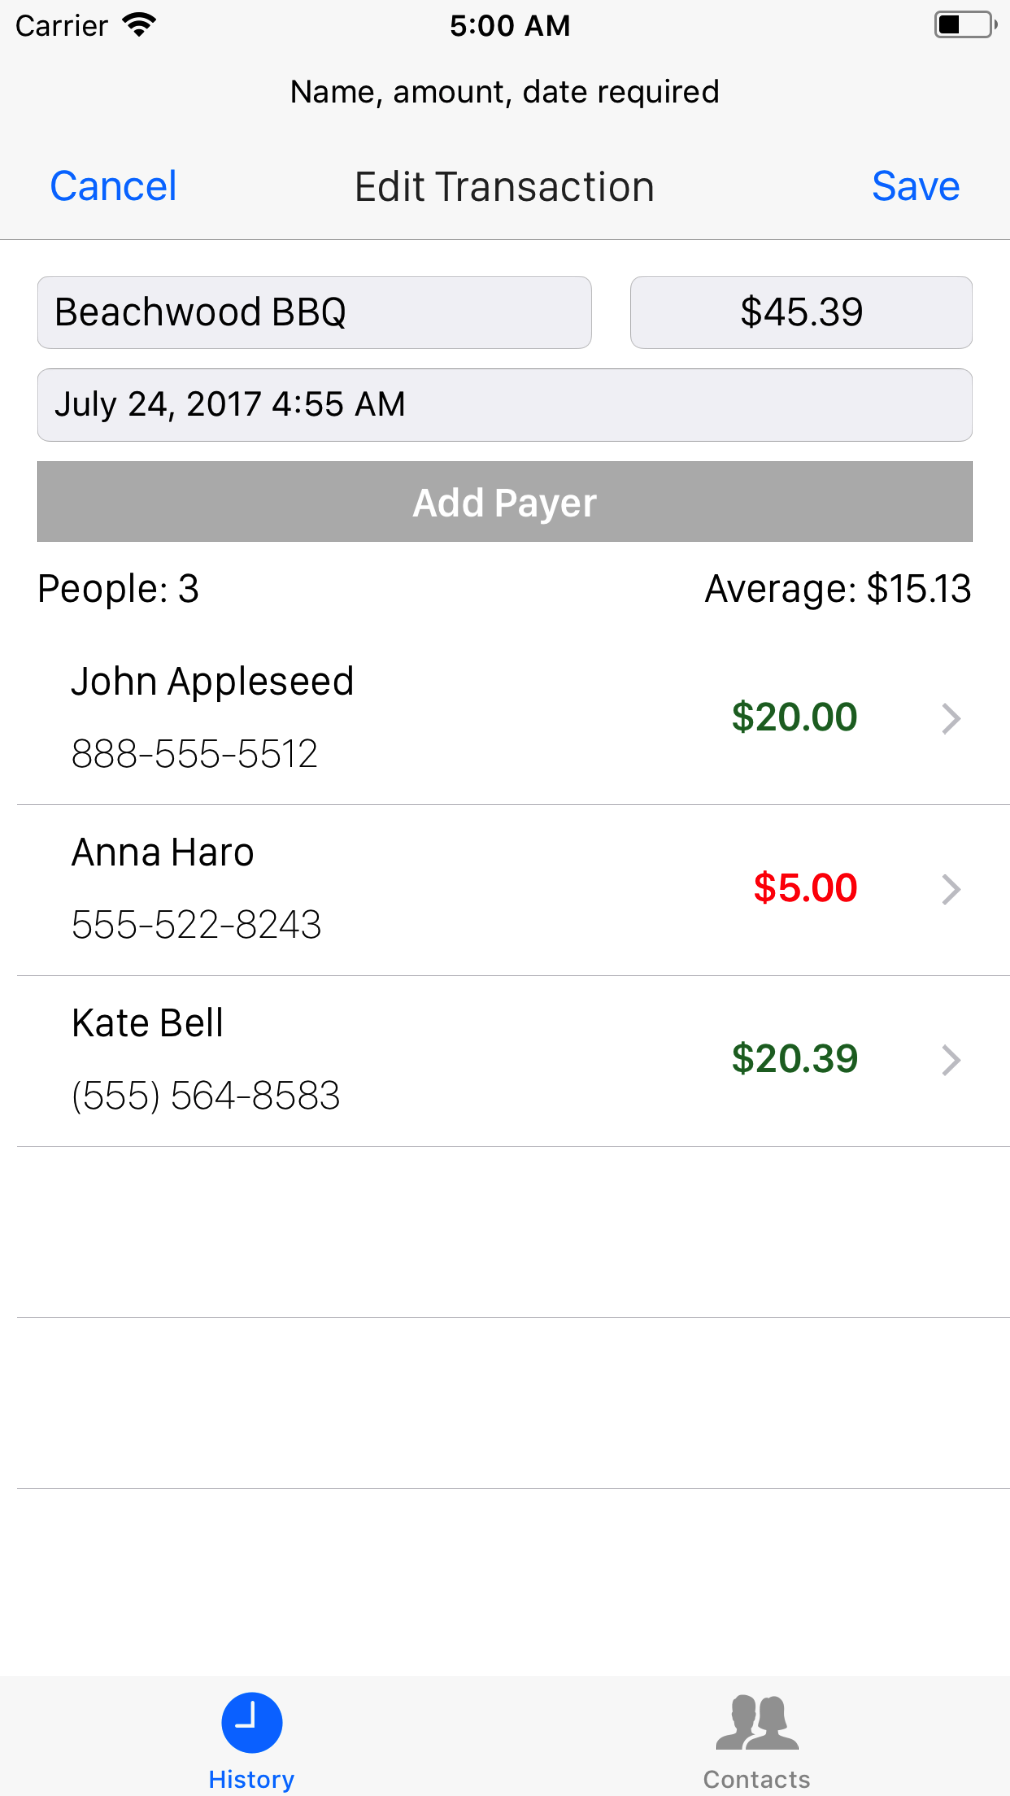 Carrier 5:00 AM
Name, amount, date required
Cancel Edit Transaction Save
Beachwood BBQ $45.39
July 24, 2017 4:55 AM
Add Payer
People: 3 Average: $15.13
John Appleseed
$20.00
888-555-5512
Anna Haro
$5.00
555-522-8243
Kate Bell
$20.39
(555) 564-8583
History Contacts